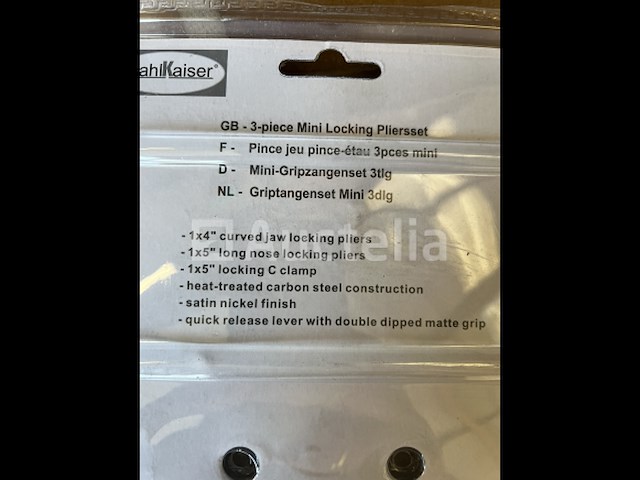 ahlKaiser®
GB - 3-piece Mini Locking Pliersset
F - Pince jeu pince-étau 3pces mini
D - Mini-Gripzangenset 3tlg
NL - Griptangenset Mini 3dlg
Auctelia
- 1x4" curved jaw locking pliers
- 1x5" long nose locking pliers
- 1x5" locking C clamp
- heat-treated carbon steel construction
- satin nickel finish
- quick release lever with double dipped matte grip